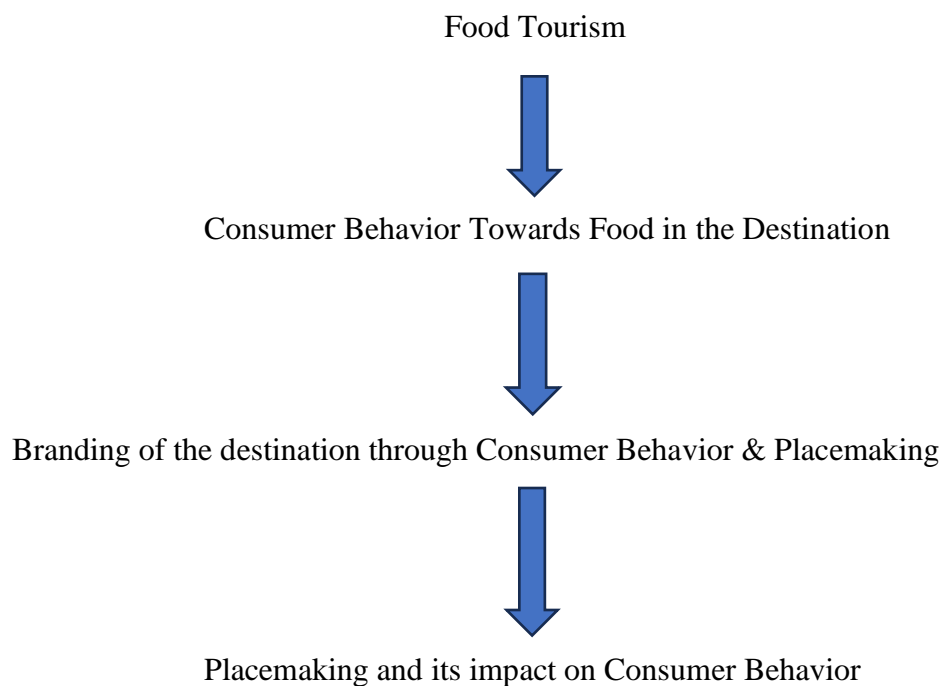 Food Tourism
Consumer Behavior Towards Food in the Destination
Branding of the destination through Consumer Behavior & Placemaking
Placemaking and its impact on Consumer Behavior